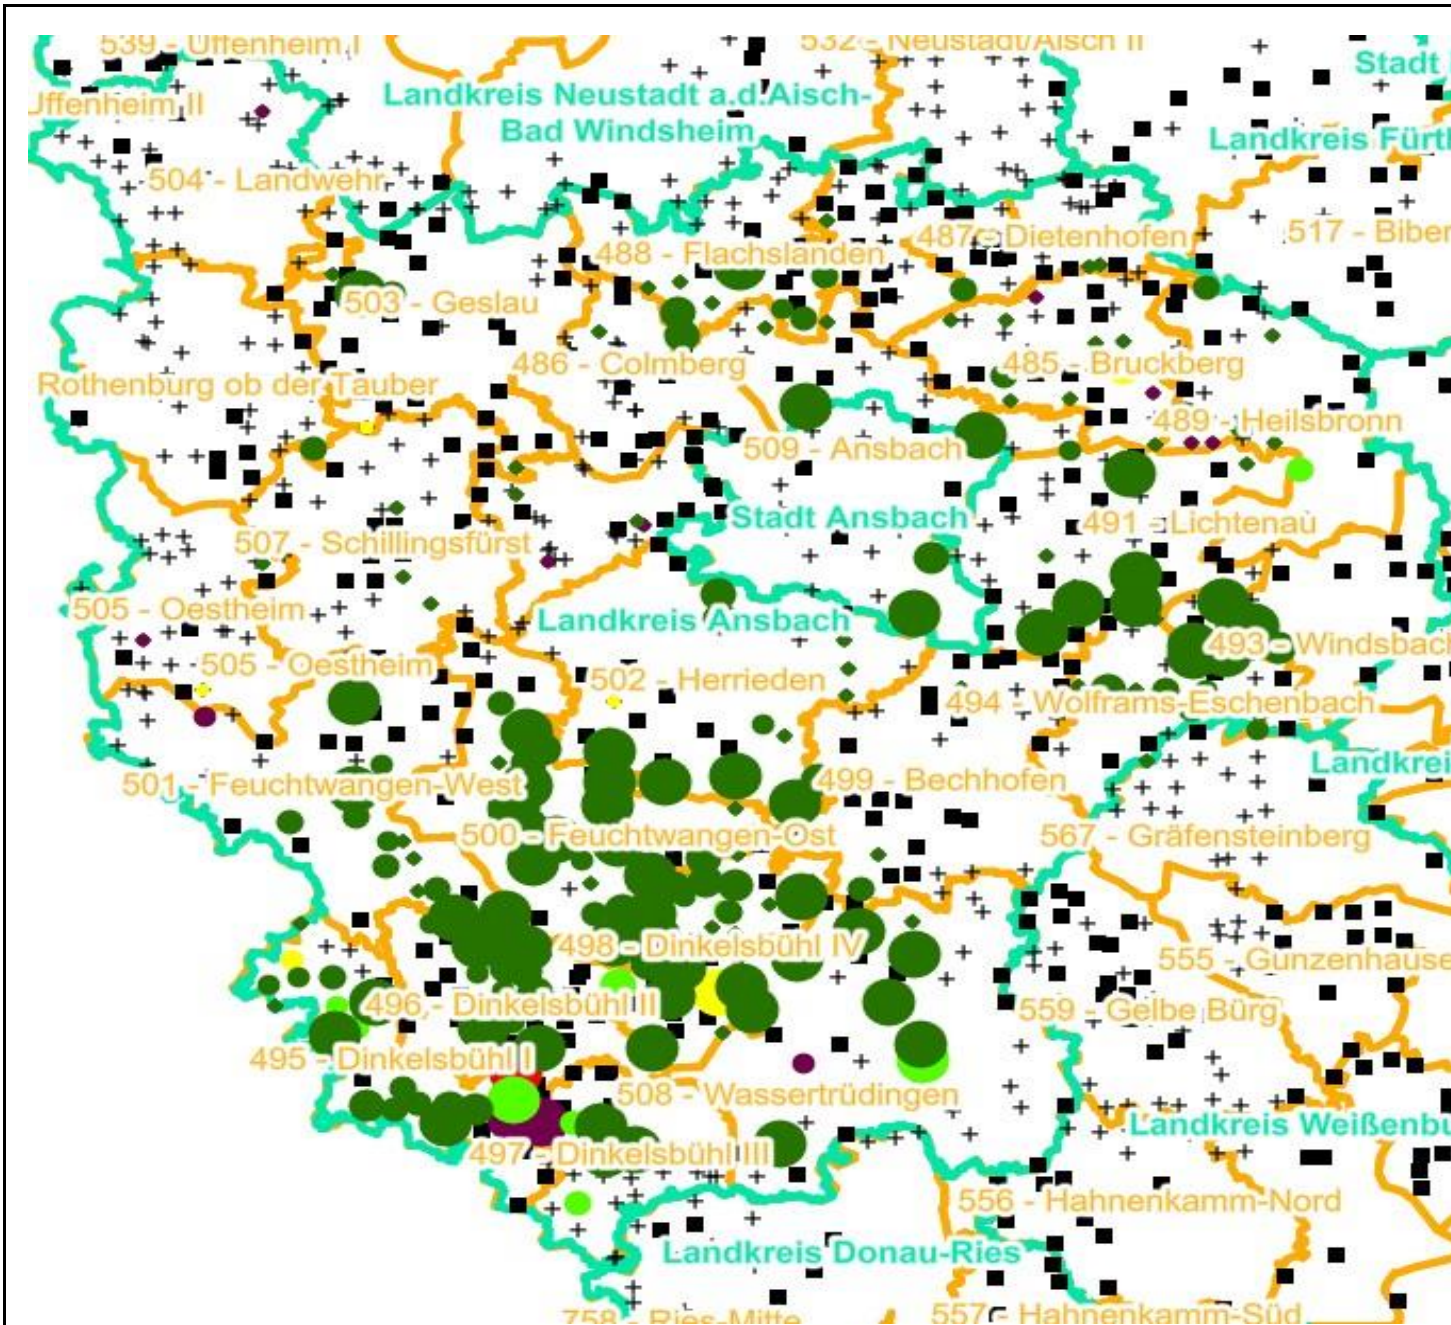 539 - Uffenheim I
532 - Neustadt/Aisch II
Stadt
Uffenheim II
Landkreis Neustadt a.d.Aisch-
Bad Windsheim
Landkreis Fürth
504 - Landwehr
488 - Flachslanden
487 - Dietenhofen
517 - Biber
503 - Geslau
486 - Colmberg
485 - Bruckberg
Rothenburg ob der Tauber
489 - Heilsbronn
509 - Ansbach
Stadt Ansbach
491 - Lichtenau
507 - Schillingsfürst
505 - Oestheim
Landkreis Ansbach
493 - Windsbach
505 - Oestheim
502 - Herrieden
494 - Wolframs-Eschenbach
501 - Feuchtwangen-West
499 - Bechhofen
Landkrei
500 - Feuchtwangen-Ost
567 - Gräfensteinberg
498 - Dinkelsbühl IV
555 - Gunzenhause
496 - Dinkelsbühl II
559 - Gelbe Bürg
495 - Dinkelsbühl I
508 - Wassertrüdingen
Landkreis Weißenbu
497 - Dinkelsbühl III
556 - Hahnenkamm-Nord
Landkreis Donau-Ries
758 - Ries-Mitte
557 - Hahnenkamm-Süd